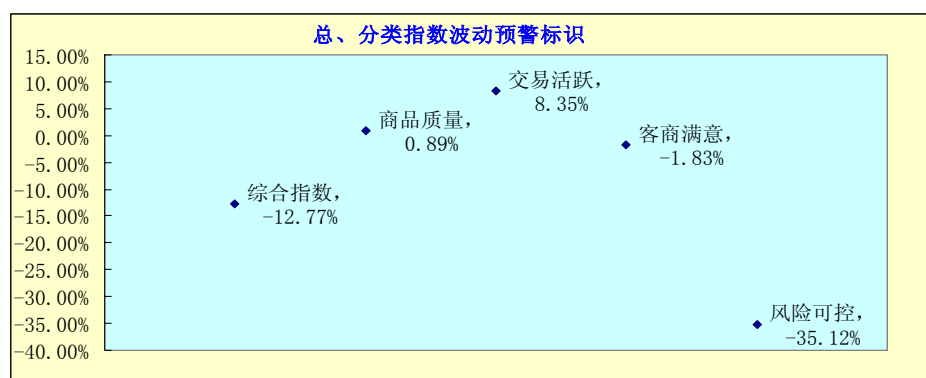 总、分类指数波动预警标识
15.00%
10.00%
5.00%
0.00%
-5.00%
-10.00%
-15.00%
-20.00%
-25.00%
-30.00%
-35.00%
-40.00%
综合指数，
-12.77%
商品质量，
0.89%
交易活跃，
8.35%
客商满意，
-1.83%
风险可控，
-35.12%